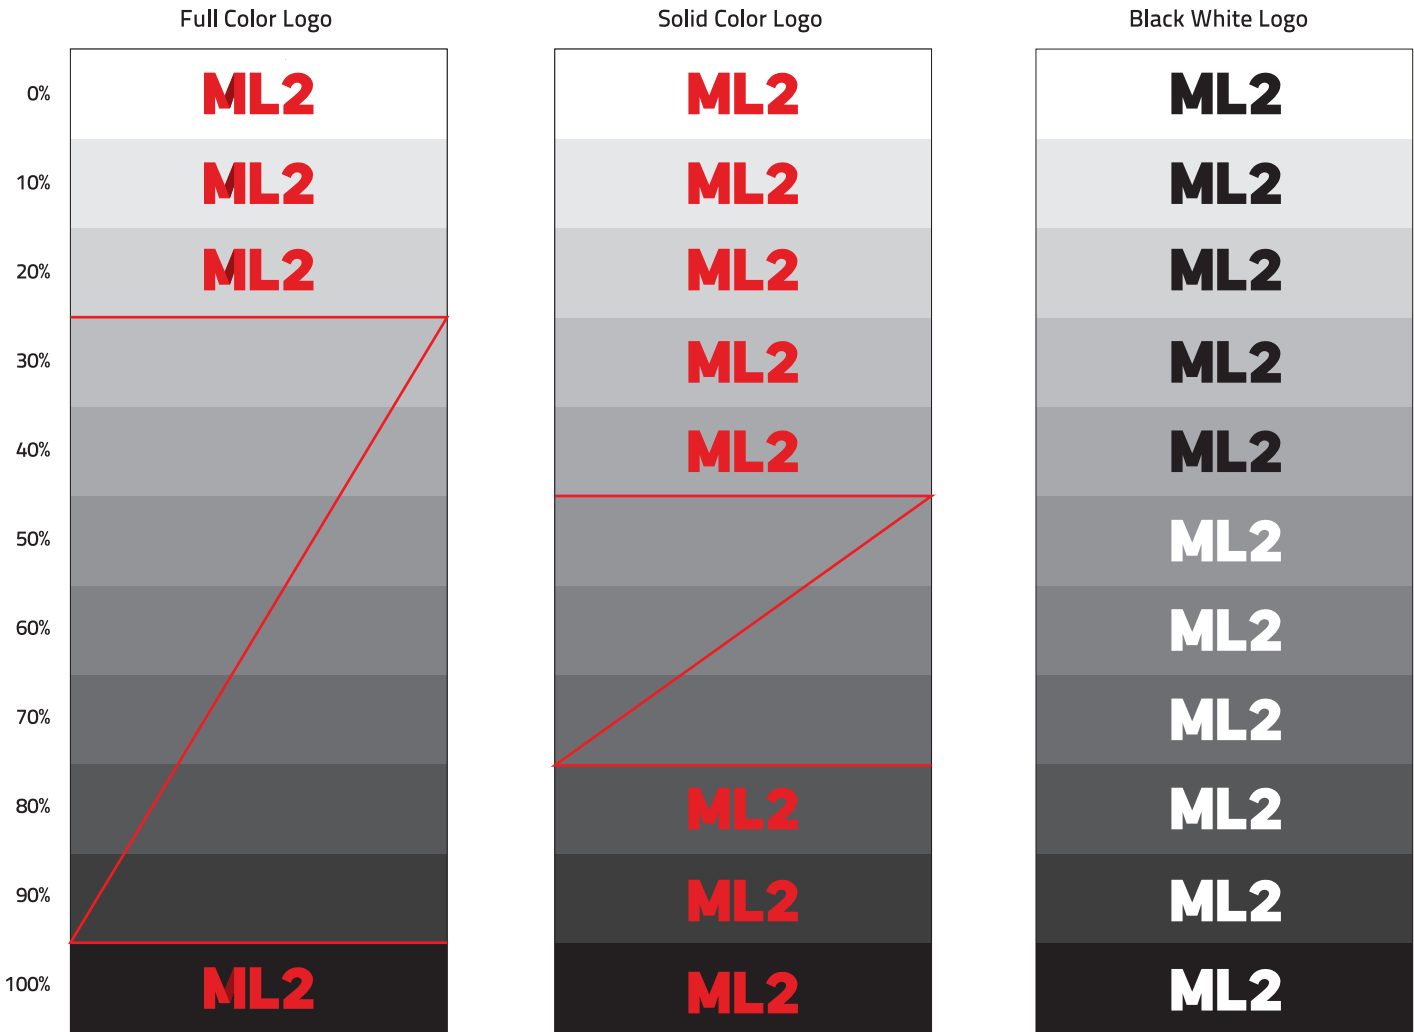 Full Color Logo Solid Color Logo Black White Logo
0% ML2 ML2 ML2
10% ML2 ML2 ML2
20% ML2 ML2 ML2
30% ML2 ML2
40% ML2 ML2
50% ML2
60% ML2
70% ML2
80% ML2 ML2
90% ML2 ML2
100% ML2 ML2 ML2